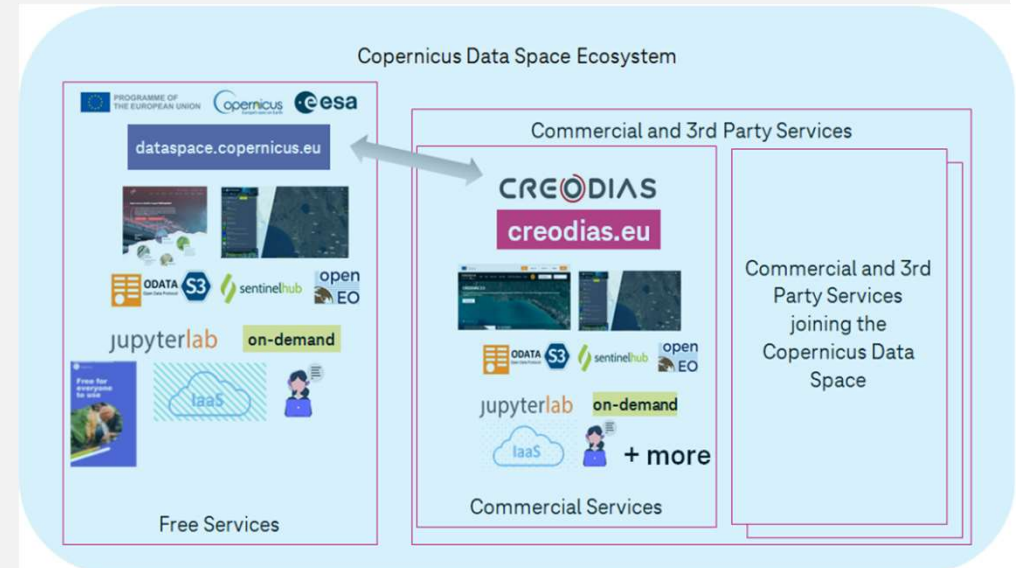 Copernicus Data Space Ecosystem
PROGRAMME OF
THE EUROPEAN UNION
opernicus
esa
dataspace.copernicus.eu
ODATA
S3
sentinelhub
open
EO
jupyterlab
on-demand
Free for
everyone
to use
IaaS
Free Services
Commercial and 3rd Party Services
CREODIAS
creodias.eu
ODATA
S3
sentinelhub
open
EO
jupyterlab
on-demand
IaaS
+ more
Commercial Services
Commercial and 3rd
Party Services
joining the
Copernicus Data
Space